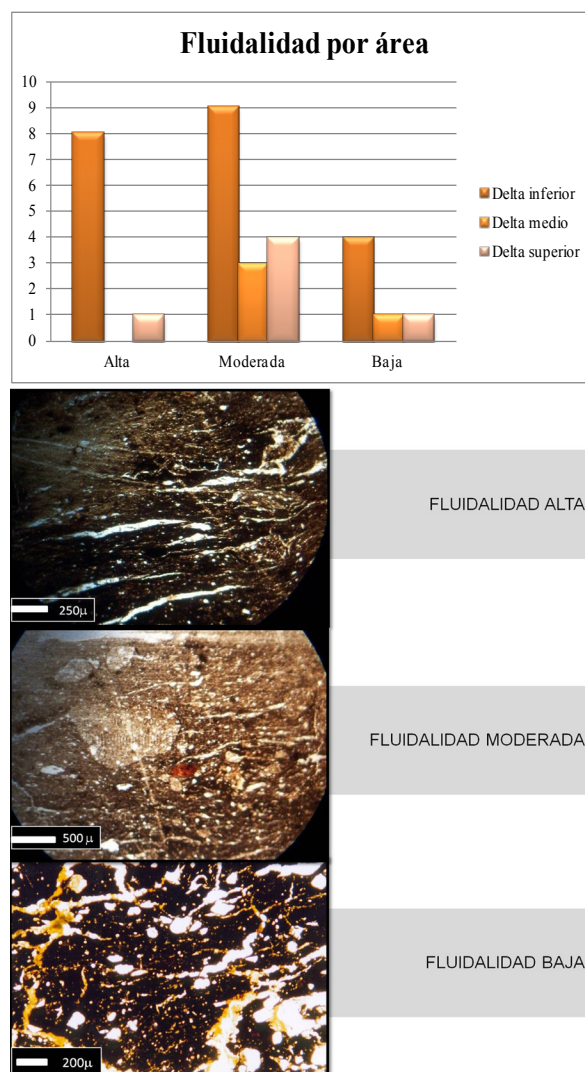 Fluidalidad por área
10
9
8
7
6
5
4
3
2
1
0
Alta Moderada Baja
Delta inferior
Delta medio
Delta superior
FLUIDALIDAD ALTA
250µ
FLUIDALIDAD MODERADA
500 µ
FLUIDALIDAD BAJA
200µ